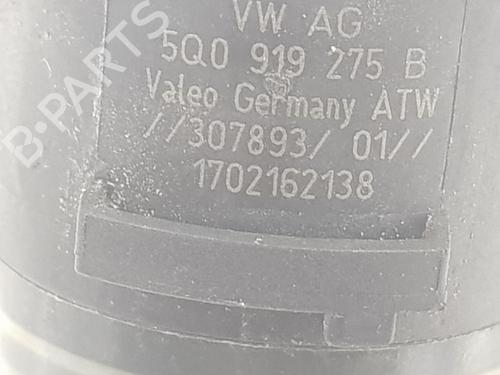 VW AG
5Q0 919 275 B
Valeo Germany ATW
//307893/ 01//
1702162138
B-PARTS